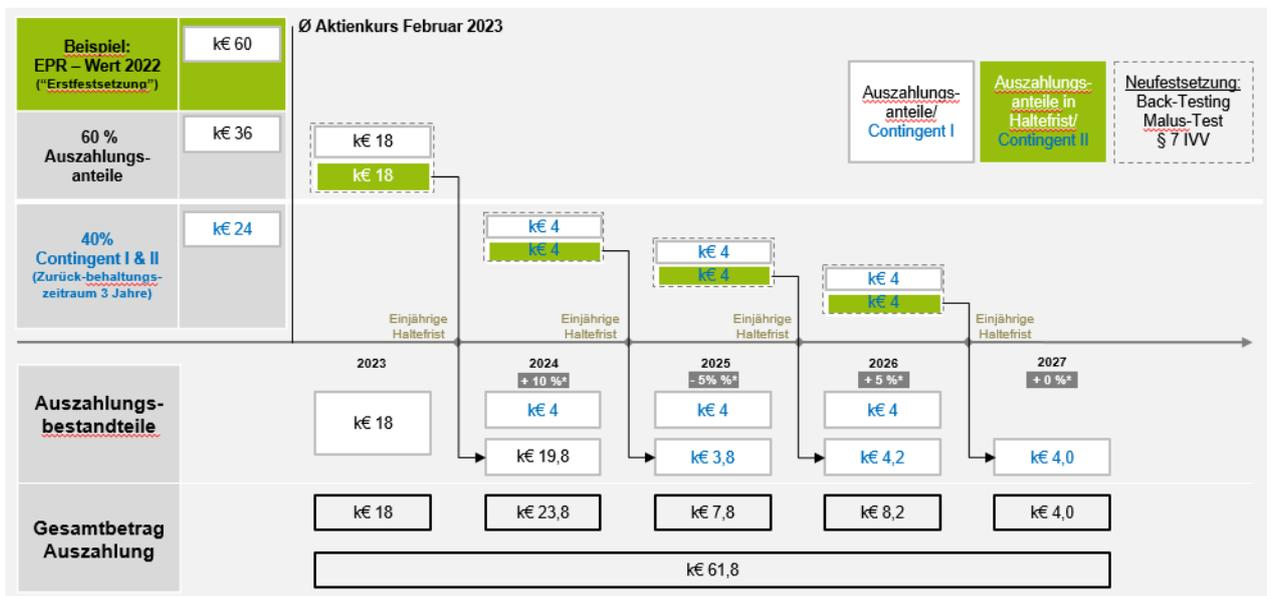 Ø Aktienkurs Februar 2023
Beispiel:
EPR – Wert 2022
(“Erstfestsetzung”)
k€ 60
Auszahlungs-
anteile/
Contingent I
Auszahlungs-
anteile in
Haltefrist/
Contingent II
Neufestsetzung:
Back-Testing
Malus-Test
§ 7 IVV
60 %
Auszahlungs-
anteile
k€ 36
k€ 18
k€ 18
40%
Contingent I & II
(Zurück-behaltungs-
zeitraum 3 Jahre)
k€ 24
k€ 4
k€ 4
k€ 4
k€ 4
k€ 4
k€ 4
Einjährige
Haltefrist
Einjährige
Haltefrist
Einjährige
Haltefrist
Einjährige
Haltefrist
2023
2024
2025
2026
2027
+ 10 %*
- 5% %*
+ 5 %*
+ 0 %*
Auszahlungs-
bestandteile
k€ 18
k€ 4
k€ 4
k€ 4
k€ 19,8
k€ 3,8
k€ 4,2
k€ 4,0
Gesamtbetrag
Auszahlung
k€ 18
k€ 23,8
k€ 7,8
k€ 8,2
k€ 4,0
k€ 61,8